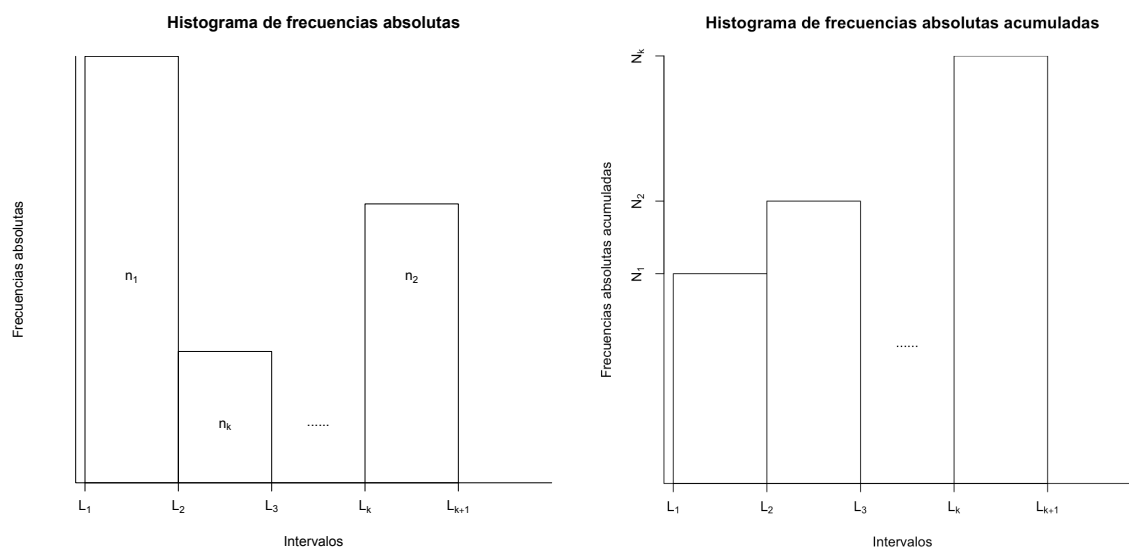 Histograma de frecuencias absolutas
Frecuencias absolutas
n₁
n₂
nₖ
......
L₁ L₂ L₃ Lₖ Lₖ₊₁
Intervalos
Histograma de frecuencias absolutas acumuladas
Frecuencias absolutas acumuladas
Nₖ
N₂
N₁
......
L₁ L₂ L₃ Lₖ Lₖ₊₁
Intervalos